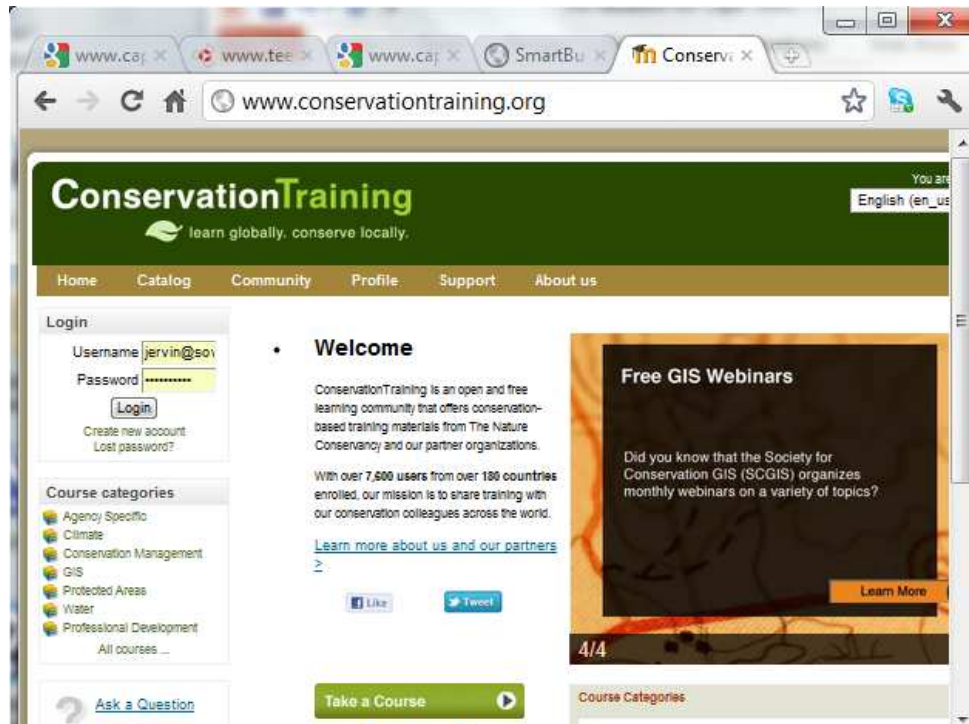 www.ca
www.tee
www.ca
SmartBu
Conserva
www.conservationtraining.org
ConservationTraining
learn globally. conserve locally.
You are
English (en_us
Home Catalog Community Profile Support About us
Login
Username jervin@sov
Password ••••••••••
Login
Create new account
Lost password?
Course categories
Agency Specific
Climate
Conservation Management
GIS
Protected Areas
Water
Professional Development
All courses ...
? Ask a Question
• Welcome
ConservationTraining is an open and free
learning community that offers conservation-
based training materials from The Nature
Conservancy and our partner organizations.
With over 7,600 users from over 180 countries
enrolled, our mission is to share training with
our conservation colleagues across the world.
Learn more about us and our partners
>
Like
Tweet
Take a Course
Free GIS Webinars
Did you know that the Society for
Conservation GIS (SCGIS) organizes
monthly webinars on a variety of topics?
Learn More
4/4
Course Categories